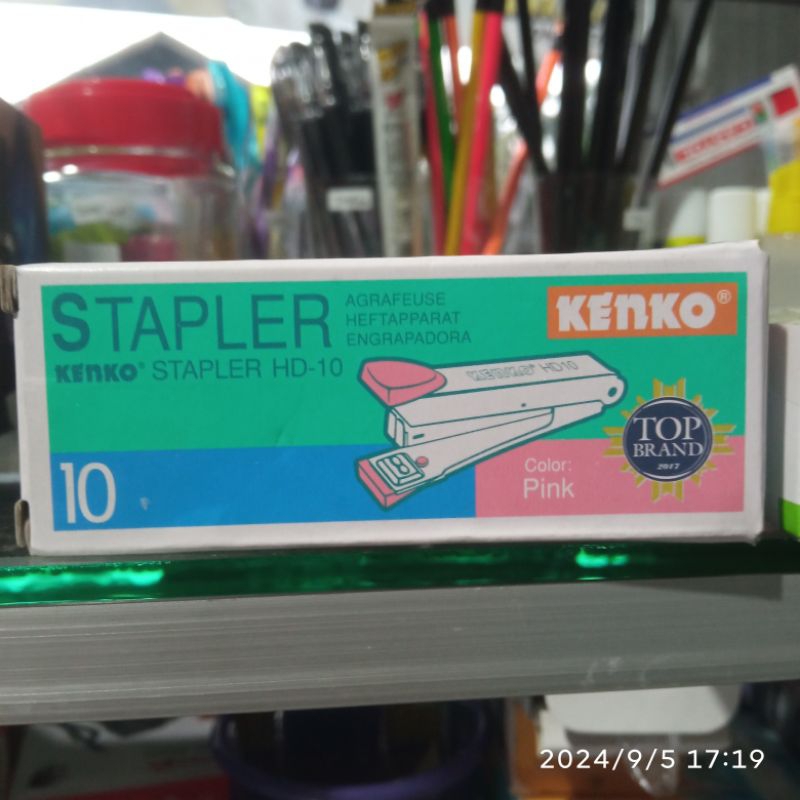 STAPLER
AGRAFEUSE
HEFTAPPARAT
ENGRAPADORA
KENKO®
KENKO® STAPLER HD-10
KENKO® HD10
TOP
BRAND
2017
10
Color:
Pink
2024/9/5 17:19